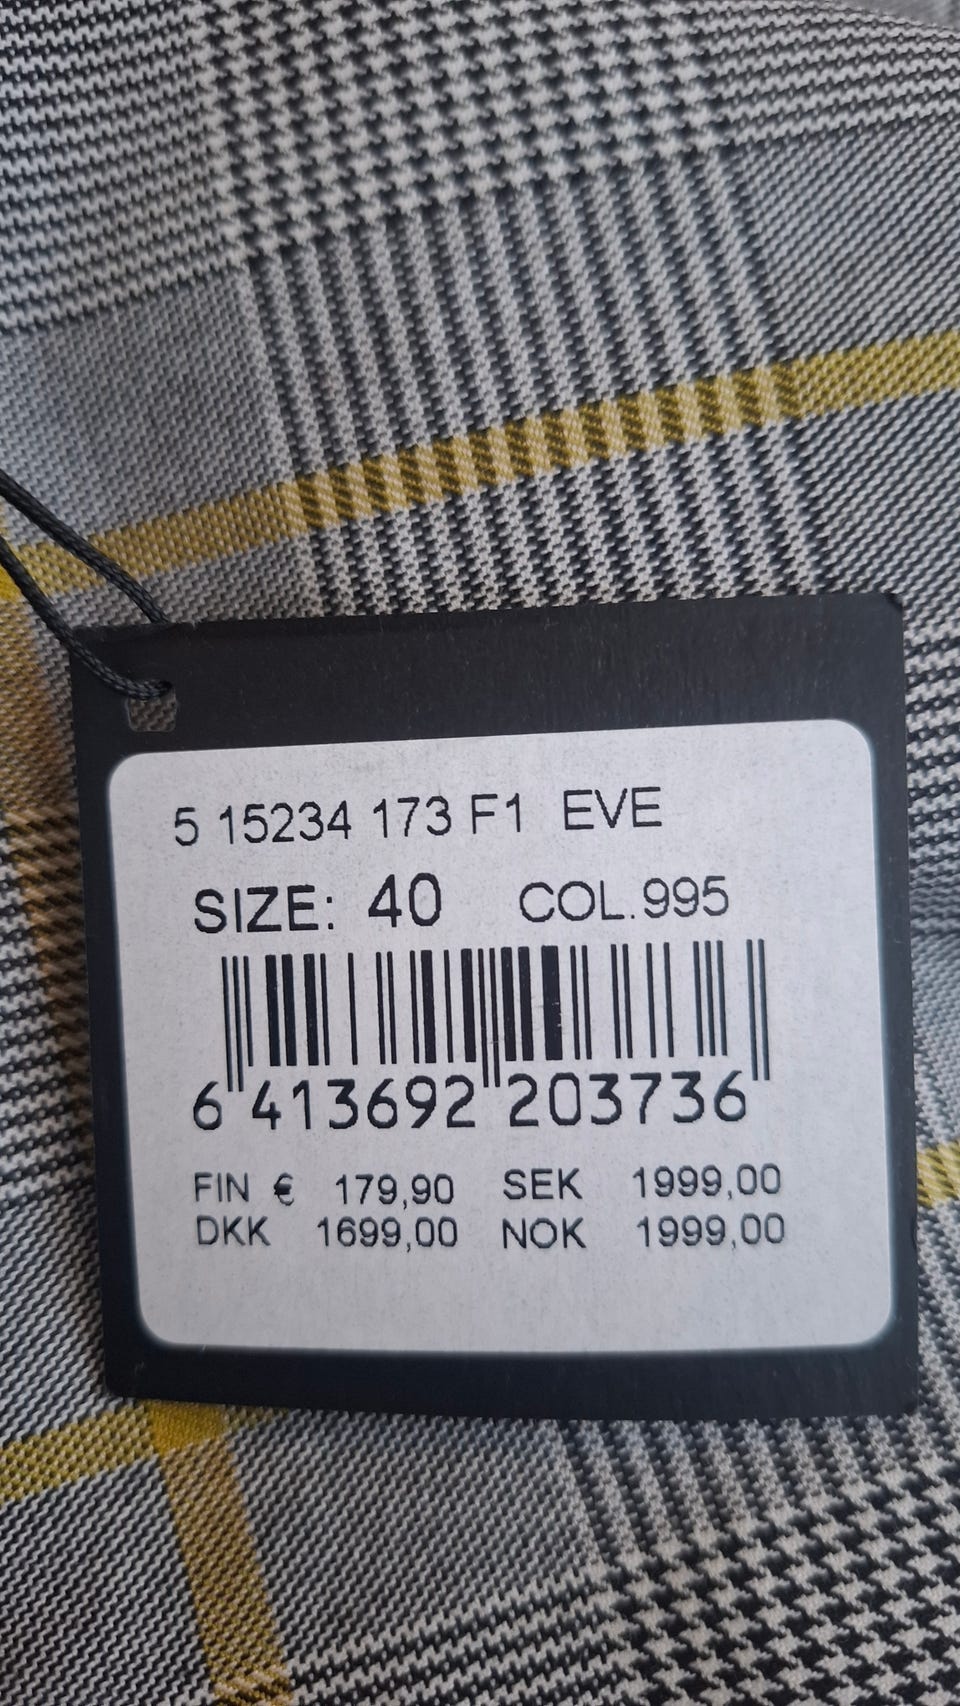 5 15234 173 F1 EVE
SIZE: 40 COL.995
6 413692 203736
FIN € 179,90 SEK 1999,00
DKK 1699,00 NOK 1999,00